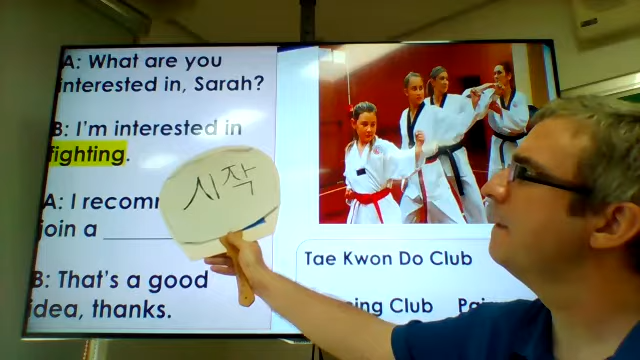 A: What are you
interested in, Sarah?
B: I'm interested in
fighting.
A: I
join a
B: That's a good
idea, thanks.
시작
Tae Kwon Do Club
Club